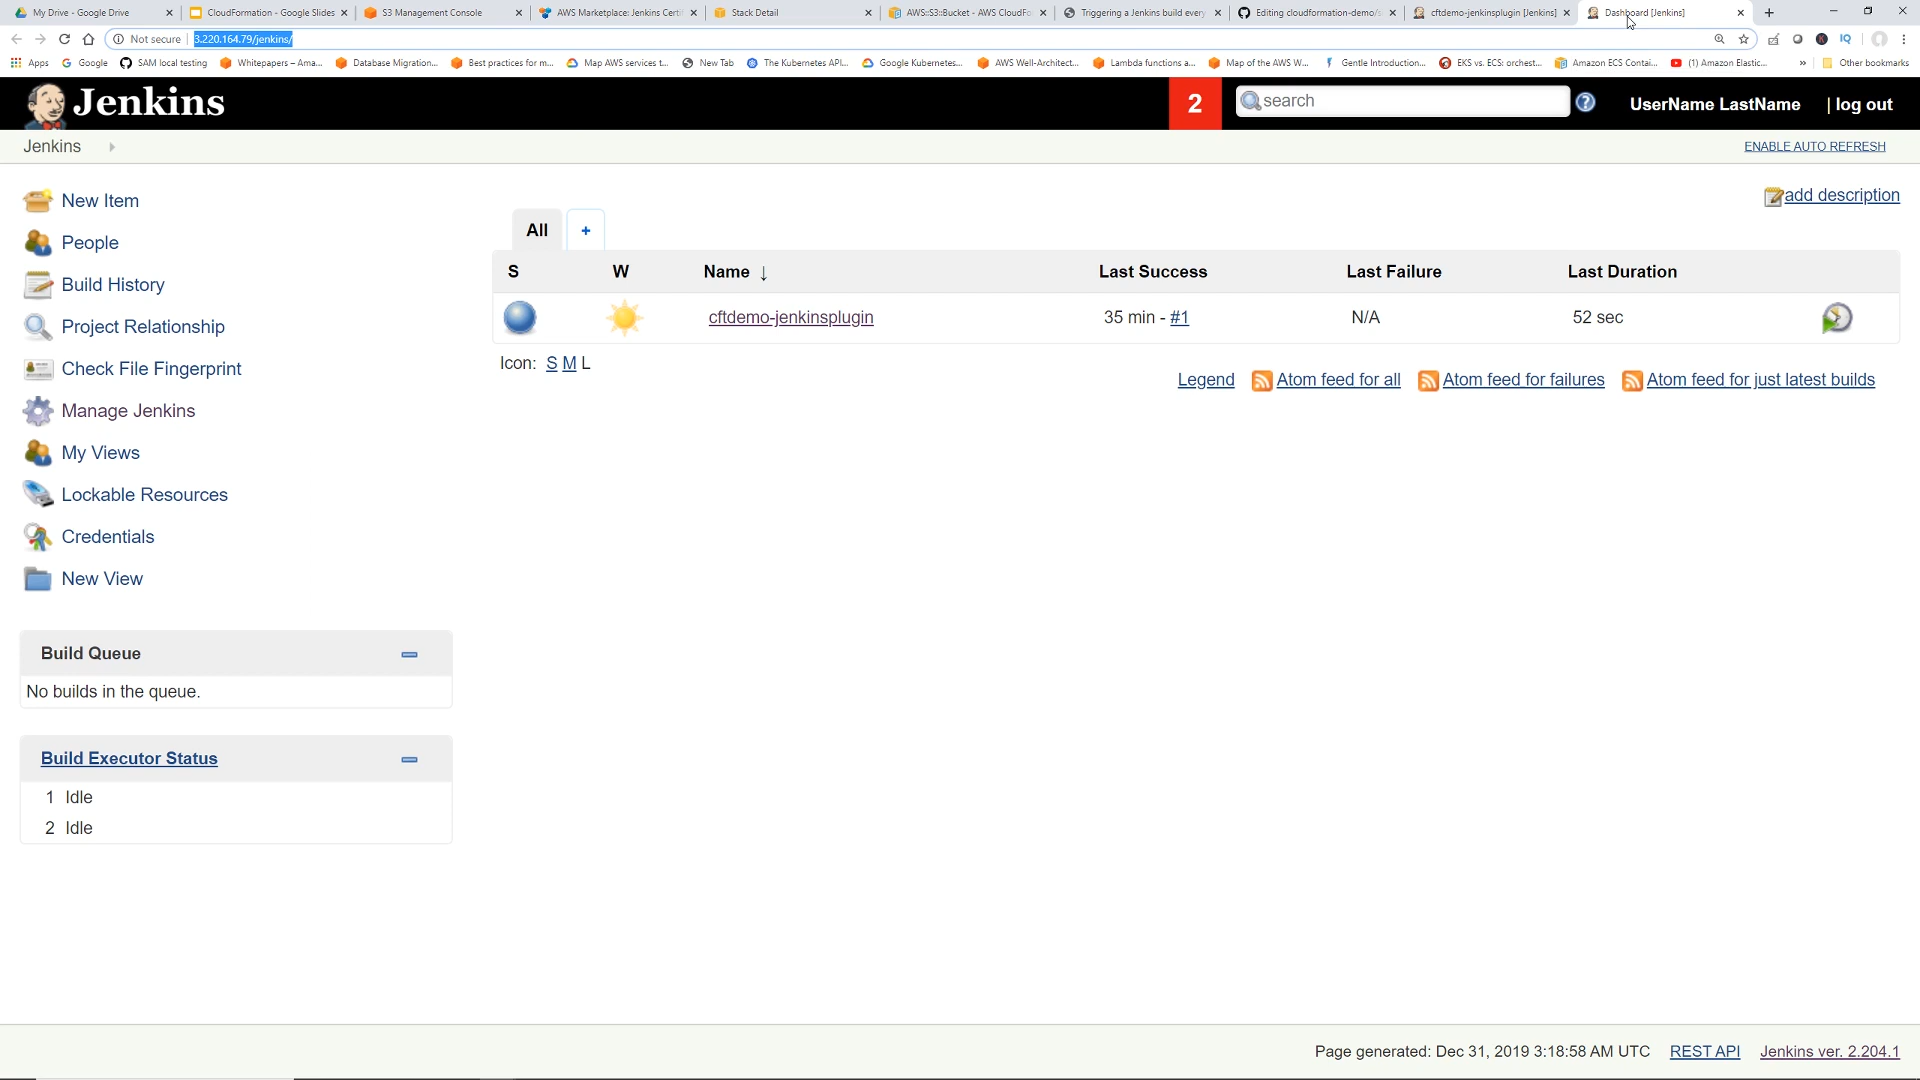 My Drive - Google Drive
CloudFormation - Google Slides
S3 Management Console
AWS Marketplace: Jenkins Certi
Stack Detail
AWS::S3::Bucket - AWS CloudFo
Triggering a Jenkins build every
Editing cloudformation-demo/s
cftdemo-jenkinsplugin [Jenkins]
Dashboard [Jenkins]
Not secure
3.220.164.79/jenkins/
Apps
Google
SAM local testing
Whitepapers – Ama...
Database Migration...
Best practices for m...
Map AWS services t...
New Tab
The Kubernetes API...
Google Kubernetes...
AWS Well-Architect...
Lambda functions a...
Map of the AWS W...
Gentle Introduction...
EKS vs. ECS: orchest...
Amazon ECS Contai...
(1) Amazon Elastic...
»
Other bookmarks
Jenkins
2
search
UserName LastName
| log out
Jenkins
ENABLE AUTO REFRESH
New Item
People
Build History
Project Relationship
Check File Fingerprint
Manage Jenkins
My Views
Lockable Resources
Credentials
New View
Build Queue
No builds in the queue.
Build Executor Status
1 Idle
2 Idle
add description
All
+
S W Name ↓ Last Success Last Failure Last Duration
cftdemo-jenkinsplugin 35 min - #1 N/A 52 sec
Icon: S M L
Legend Atom feed for all Atom feed for failures Atom feed for just latest builds
Page generated: Dec 31, 2019 3:18:58 AM UTC REST API Jenkins ver. 2.204.1